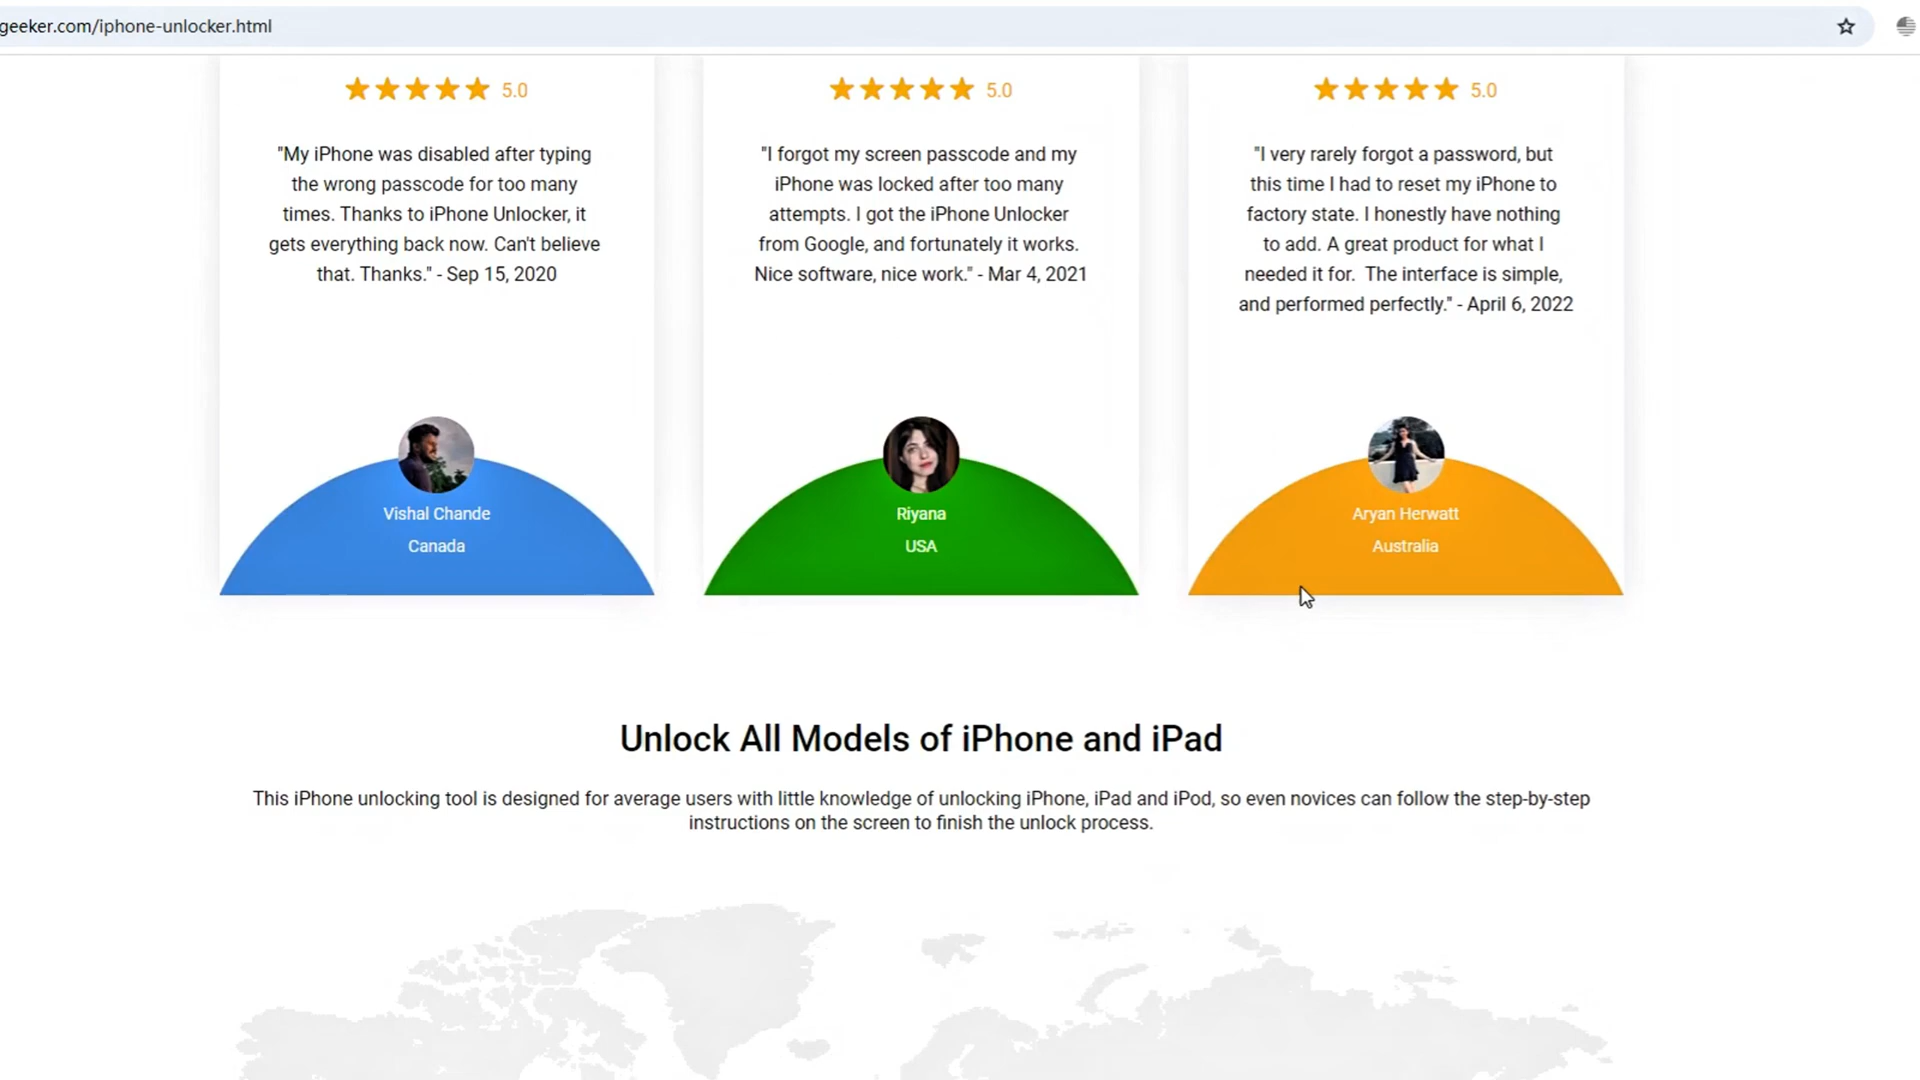 geeker.com/iphone-unlocker.html
5.0
"My iPhone was disabled after typing
the wrong passcode for too many
times. Thanks to iPhone Unlocker, it
gets everything back now. Can't believe
that. Thanks." - Sep 15, 2020
Vishal Chande
Canada
5.0
"I forgot my screen passcode and my
iPhone was locked after too many
attempts. I got the iPhone Unlocker
from Google, and fortunately it works.
Nice software, nice work." - Mar 4, 2021
Riyana
USA
5.0
"I very rarely forgot a password, but
this time I had to reset my iPhone to
factory state. I honestly have nothing
to add. A great product for what I
needed it for.  The interface is simple,
and performed perfectly." - April 6, 2022
Aryan Herwatt
Australia
Unlock All Models of iPhone and iPad
This iPhone unlocking tool is designed for average users with little knowledge of unlocking iPhone, iPad and iPod, so even novices can follow the step-by-step
instructions on the screen to finish the unlock process.